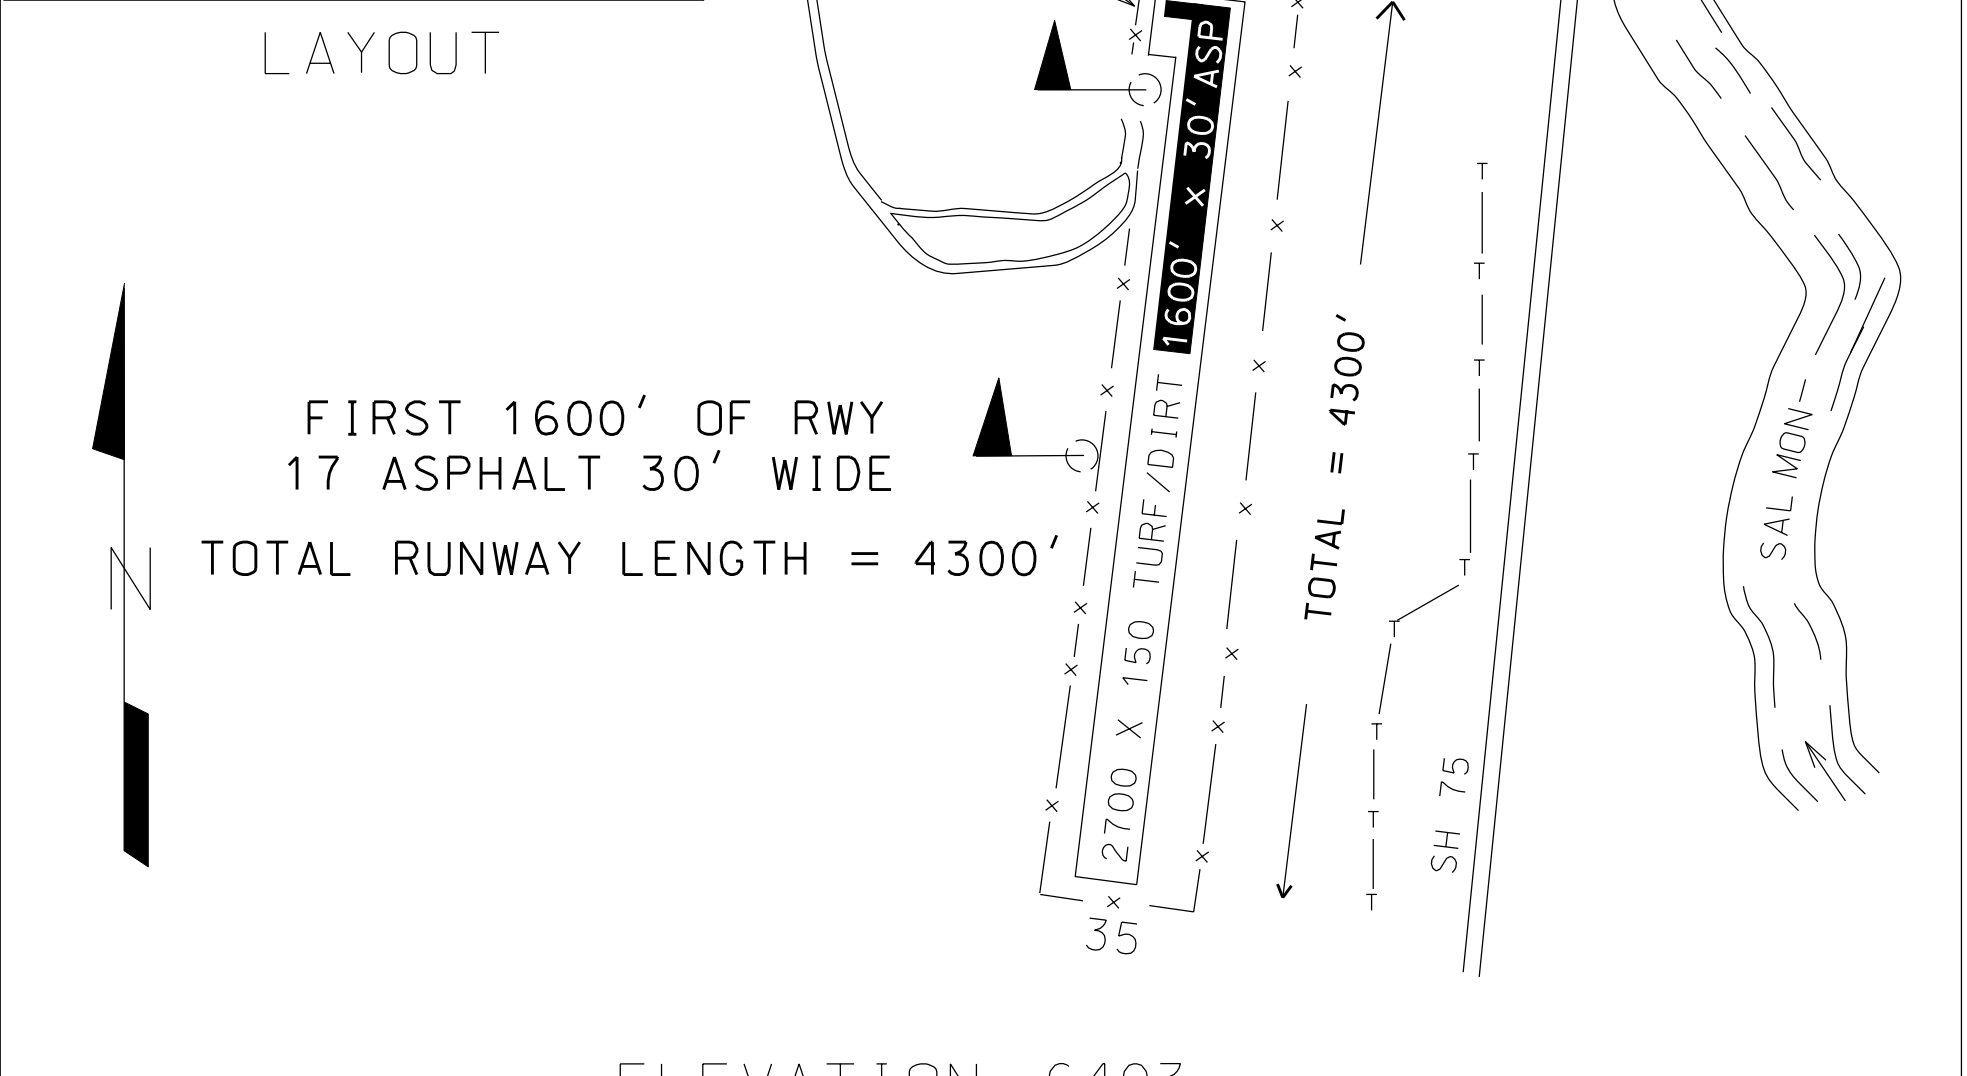 LAYOUT
1600' x 30' ASP
FIRST 1600' OF RWY
17 ASPHALT 30' WIDE
TOTAL RUNWAY LENGTH = 4300'
N
2700 X 150 TURF/DIRT
TOTAL = 4300'
SALMON
SH 75
35
ELEVATION